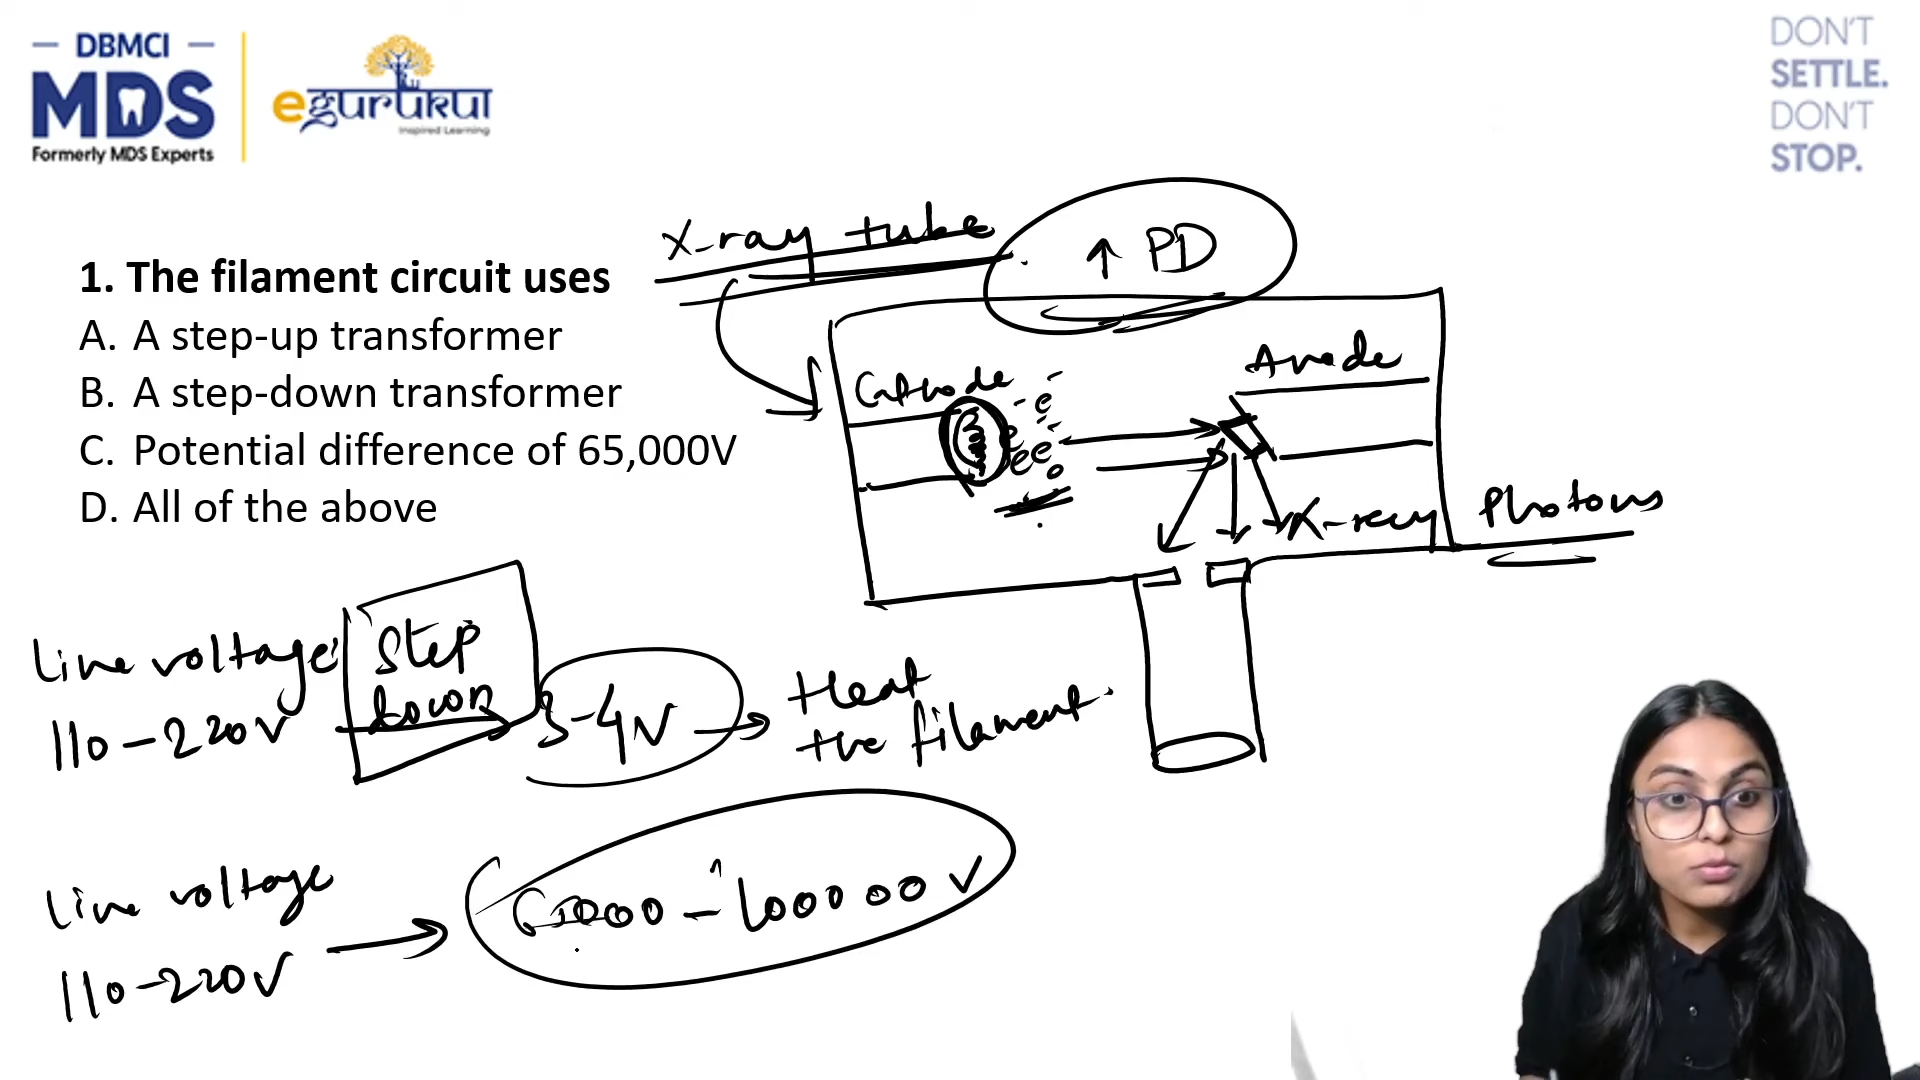 DBMCI
MDS
Formerly MDS Experts
egurukul
Inspired Learning
DON'T
SETTLE.
DON'T
STOP.
1. The filament circuit uses
A. A step-up transformer
B. A step-down transformer
C. Potential difference of 65,000V
D. All of the above
X-ray tube
↑ PD
Cathode
Anode
e
e e
X-ray
Photons
Line voltage
110-220V
Step
down
3-4V
Heat
the filament
Line voltage
110-220V
100000 V